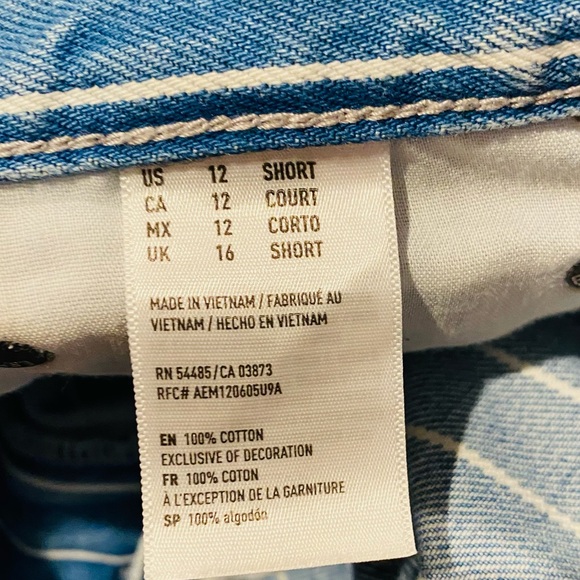 US 12 SHORT
CA 12 COURT
MX 12 CORTO
UK 16 SHORT
MADE IN VIETNAM / FABRIQUÉ AU
VIETNAM / HECHO EN VIETNAM
RN 54485/CA 03873
RFC# AEM120605U9A
EN 100% COTTON
EXCLUSIVE OF DECORATION
FR 100% COTON
À L'EXCEPTION DE LA GARNITURE
SP 100% algodón